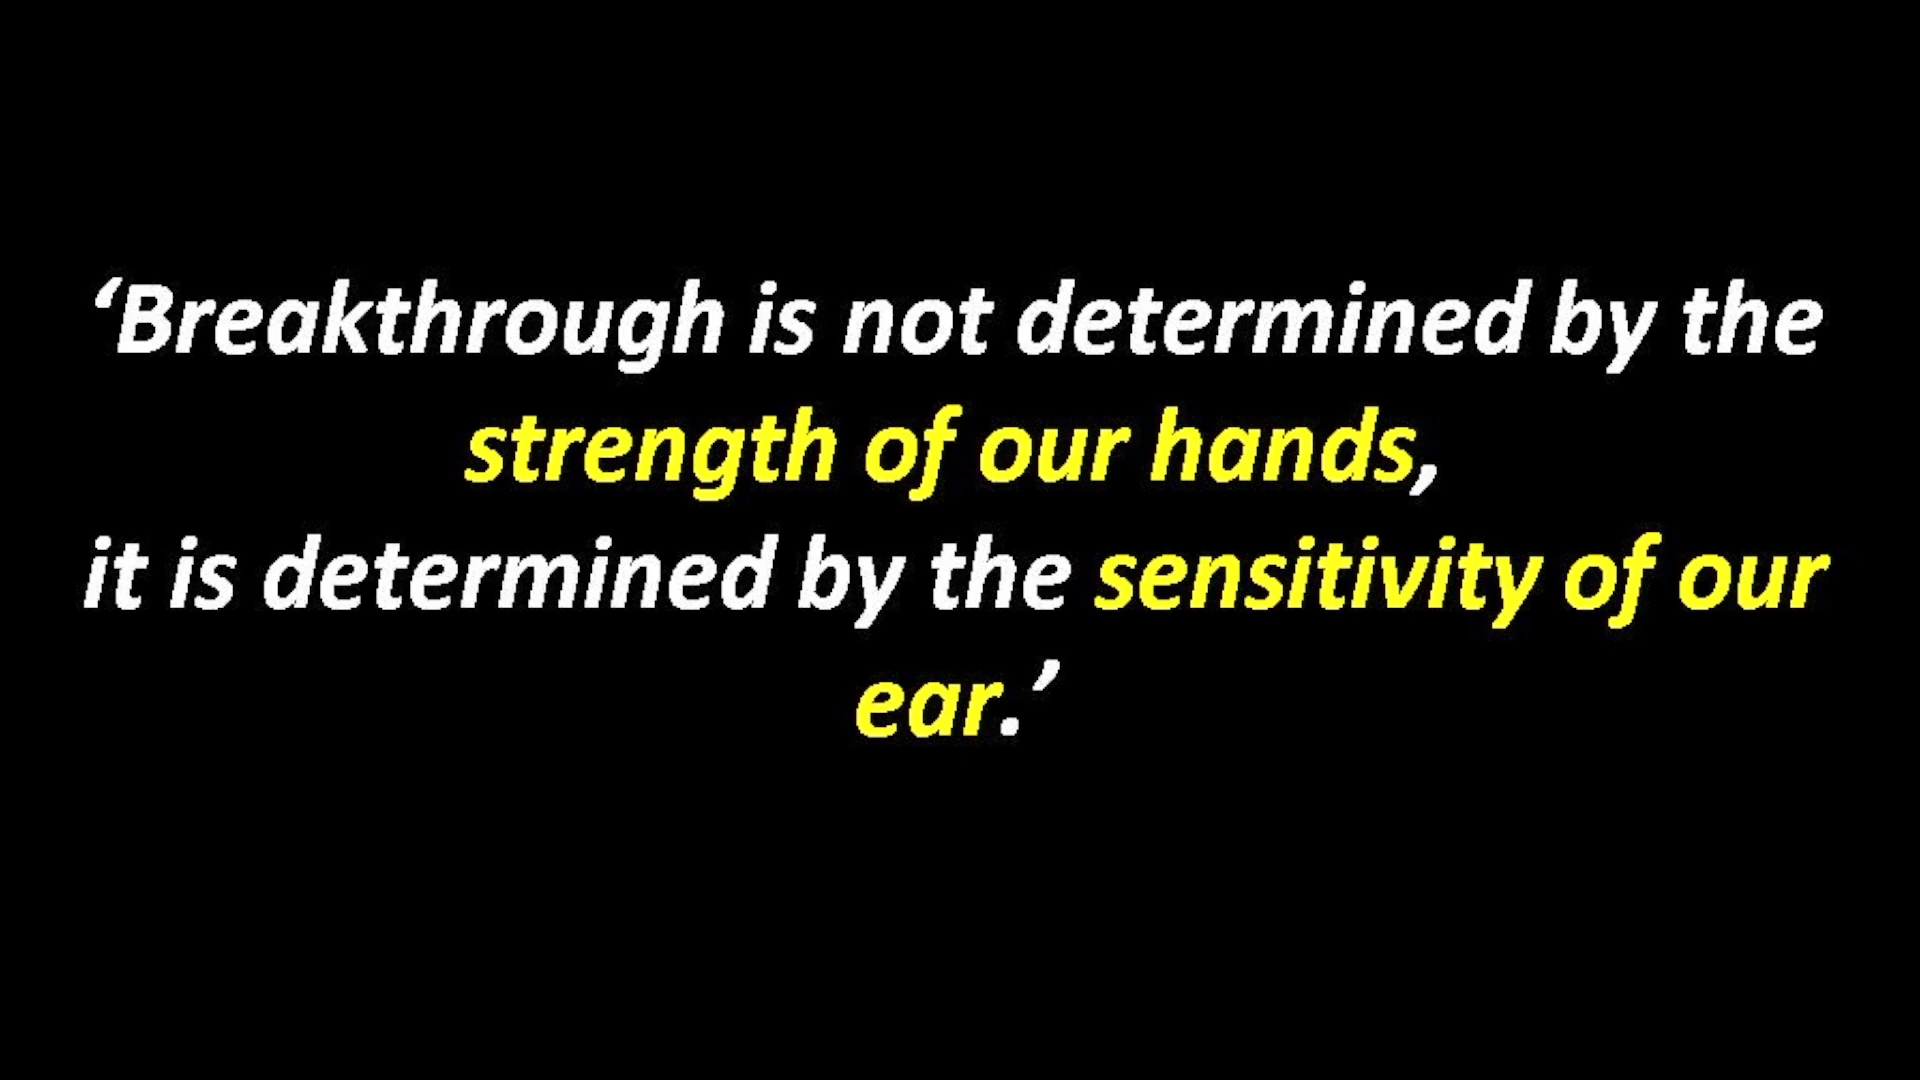 ‘Breakthrough is not determined by the
strength of our hands,
it is determined by the sensitivity of our
ear.’